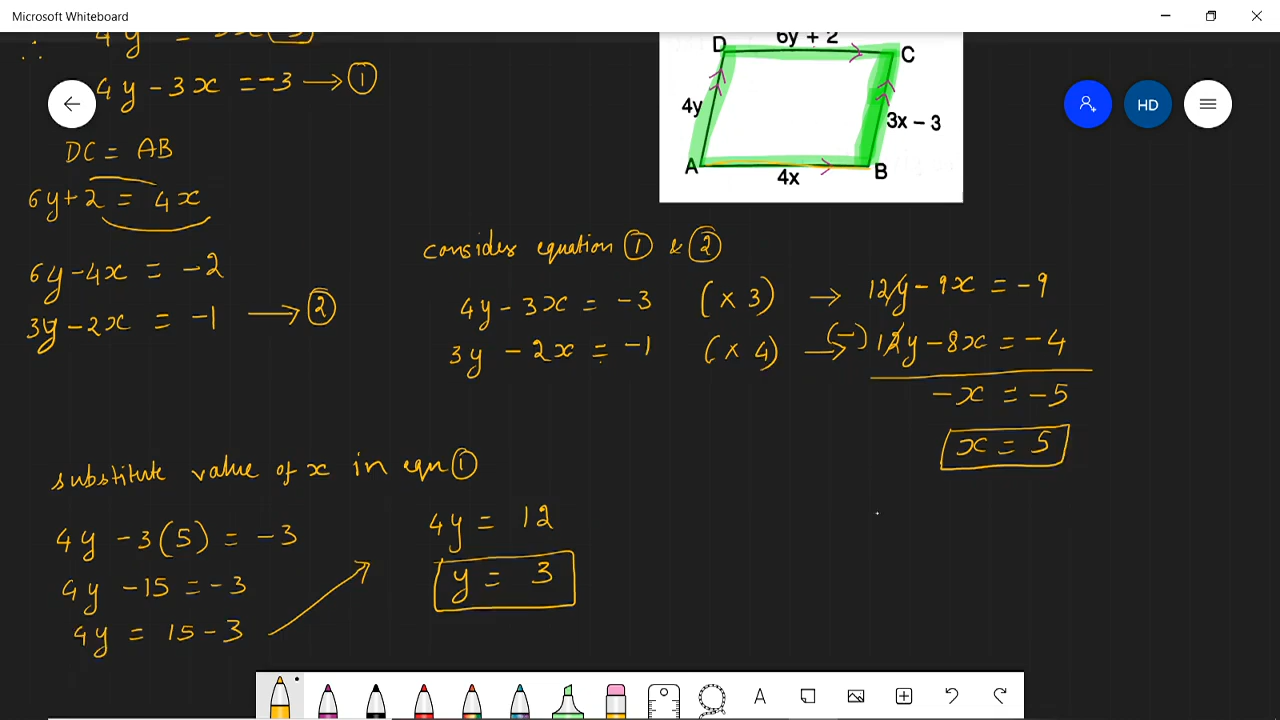 Microsoft Whiteboard
∴ 4y
4y - 3x = -3 → ①
DC = AB
6y + 2 = 4x
6y - 4x = -2
3y - 2x = -1 → ②
D 6y + 2 C
4y
3x – 3
A 4x B
HD
consider equation ① & ②
4y - 3x = -3 (× 3) → 12y - 9x = -9
3y - 2x = -1 (× 4) → (-) 12y - 8x = -4
-x = -5
x = 5
substitute value of x in eqn ①
4y - 3(5) = -3
4y - 15 = -3
4y = 15 - 3
4y = 12
y = 3
A